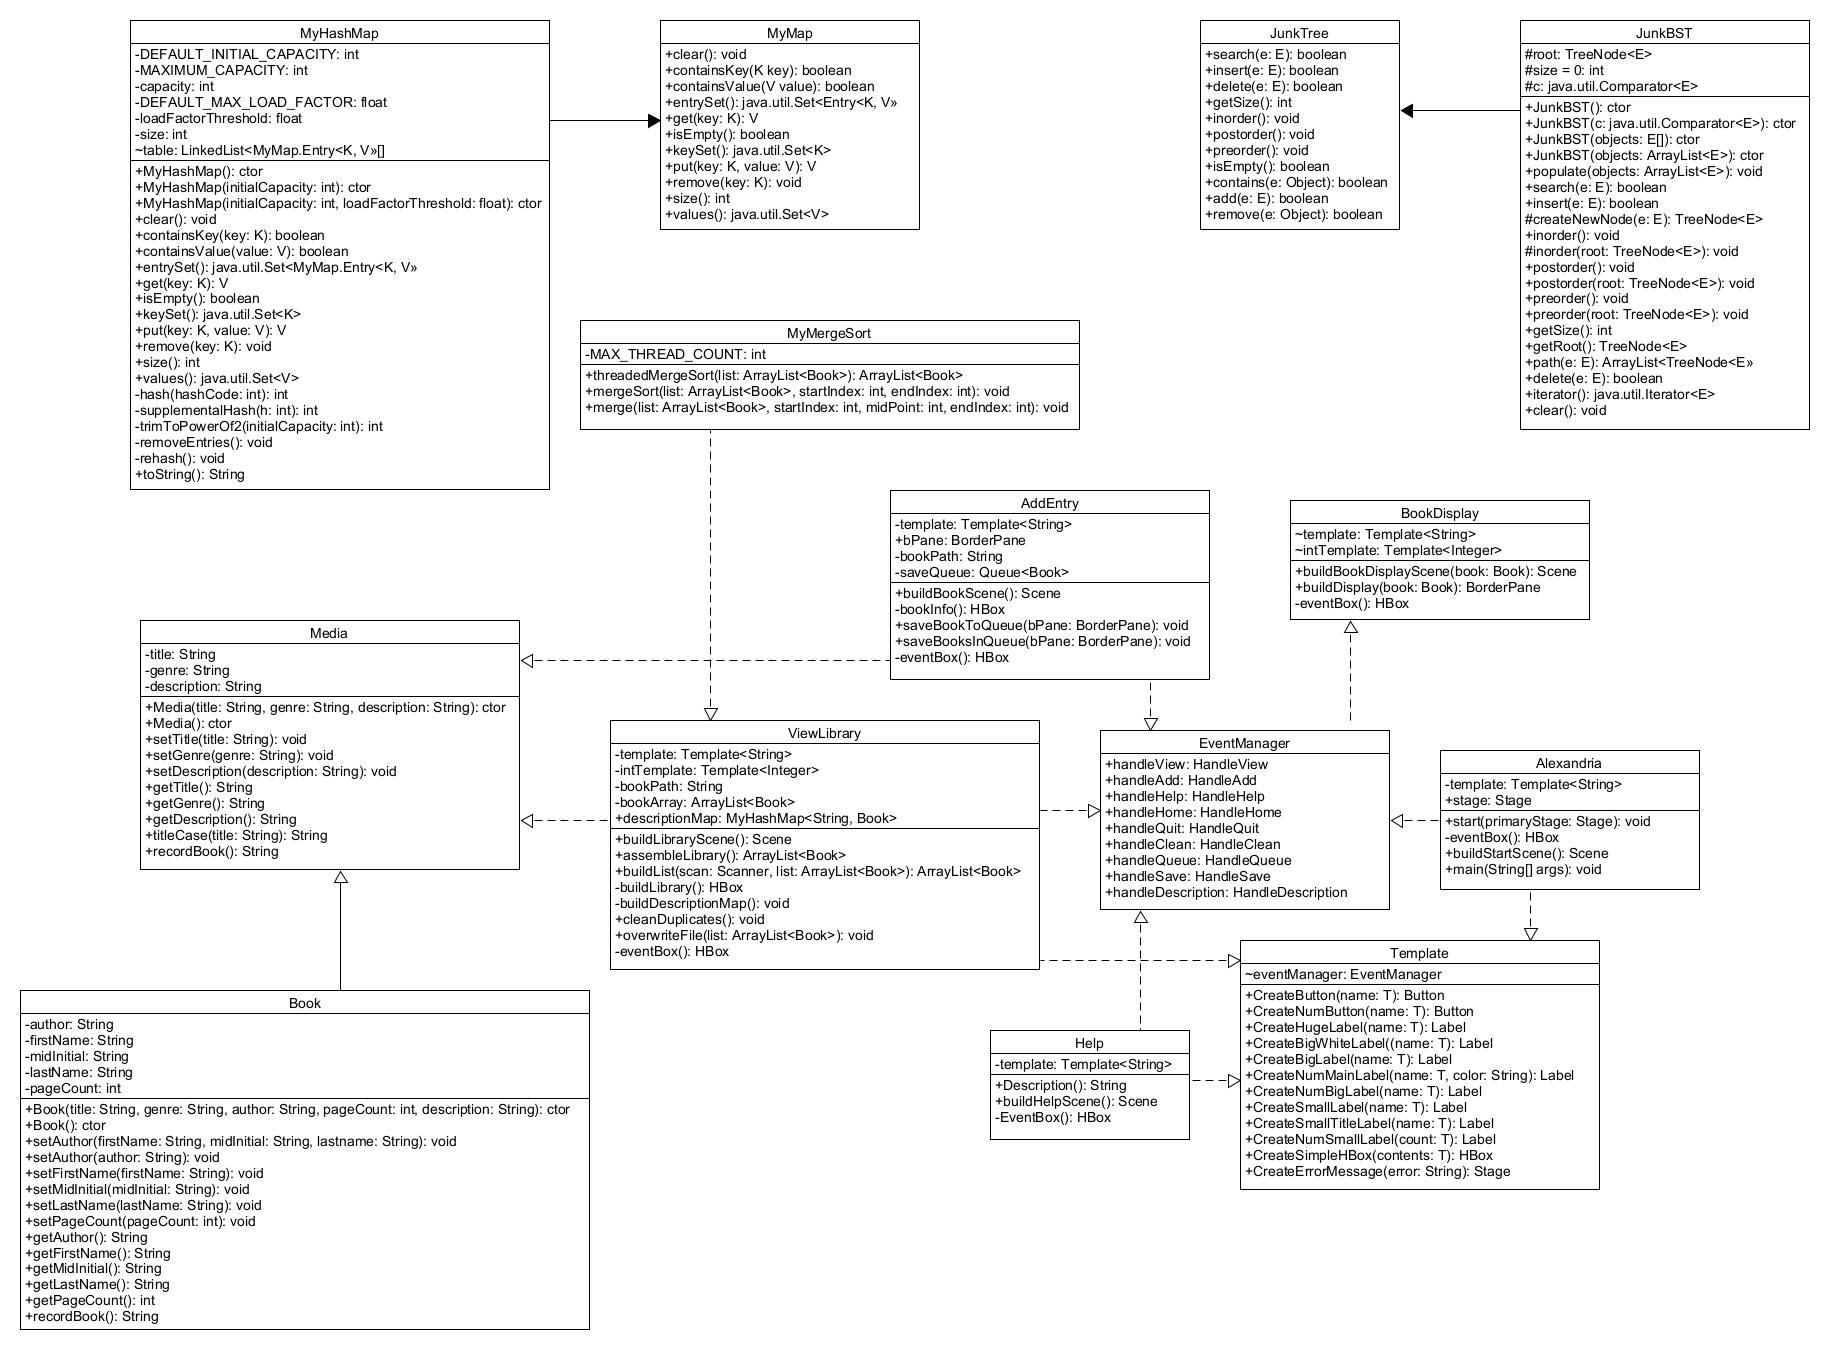 MyHashMap
-DEFAULT_INITIAL_CAPACITY: int
-MAXIMUM_CAPACITY: int
-capacity: int
-DEFAULT_MAX_LOAD_FACTOR: float
-loadFactorThreshold: float
-size: int
~table: LinkedList<MyMap.Entry<K, V»[]
+MyHashMap(): ctor
+MyHashMap(initialCapacity: int): ctor
+MyHashMap(initialCapacity: int, loadFactorThreshold: float): ctor
+clear(): void
+containsKey(key: K): boolean
+containsValue(value: V): boolean
+entrySet(): java.util.Set<MyMap.Entry<K, V»
+get(key: K): V
+isEmpty(): boolean
+keySet(): java.util.Set<K>
+put(key: K, value: V): V
+remove(key: K): void
+size(): int
+values(): java.util.Set<V>
-hash(hashCode: int): int
-supplementalHash(h: int): int
-trimToPowerOf2(initialCapacity: int): int
-removeEntries(): void
-rehash(): void
+toString(): String
MyMap
+clear(): void
+containsKey(K key): boolean
+containsValue(V value): boolean
+entrySet(): java.util.Set<Entry<K, V»
+get(key: K): V
+isEmpty(): boolean
+keySet(): java.util.Set<K>
+put(key: K, value: V): V
+remove(key: K): void
+size(): int
+values(): java.util.Set<V>
JunkTree
+search(e: E): boolean
+insert(e: E): boolean
+delete(e: E): boolean
+getSize(): int
+inorder(): void
+postorder(): void
+preorder(): void
+isEmpty(): boolean
+contains(e: Object): boolean
+add(e: E): boolean
+remove(e: Object): boolean
JunkBST
#root: TreeNode<E>
#size = 0: int
#c: java.util.Comparator<E>
+JunkBST(): ctor
+JunkBST(c: java.util.Comparator<E>): ctor
+JunkBST(objects: E[]): ctor
+JunkBST(objects: ArrayList<E>): ctor
+populate(objects: ArrayList<E>): void
+search(e: E): boolean
+insert(e: E): boolean
#createNewNode(e: E): TreeNode<E>
+inorder(): void
#inorder(root: TreeNode<E>): void
+postorder(): void
+postorder(root: TreeNode<E>): void
+preorder(): void
+preorder(root: TreeNode<E>): void
+getSize(): int
+getRoot(): TreeNode<E>
+path(e: E): ArrayList<TreeNode<E»
+delete(e: E): boolean
+iterator(): java.util.Iterator<E>
+clear(): void
MyMergeSort
-MAX_THREAD_COUNT: int
+threadedMergeSort(list: ArrayList<Book>): ArrayList<Book>
+mergeSort(list: ArrayList<Book>, startIndex: int, endIndex: int): void
+merge(list: ArrayList<Book>, startIndex: int, midPoint: int, endIndex: int): void
AddEntry
-template: Template<String>
+bPane: BorderPane
-bookPath: String
-saveQueue: Queue<Book>
+buildBookScene(): Scene
-bookInfo(): HBox
+saveBookToQueue(bPane: BorderPane): void
+saveBooksInQueue(bPane: BorderPane): void
-eventBox(): HBox
BookDisplay
~template: Template<String>
~intTemplate: Template<Integer>
+buildBookDisplayScene(book: Book): Scene
+buildDisplay(book: Book): BorderPane
-eventBox(): HBox
Media
-title: String
-genre: String
-description: String
+Media(title: String, genre: String, description: String): ctor
+Media(): ctor
+setTitle(title: String): void
+setGenre(genre: String): void
+setDescription(description: String): void
+getTitle(): String
+getGenre(): String
+getDescription(): String
+titleCase(title: String): String
+recordBook(): String
ViewLibrary
-template: Template<String>
-intTemplate: Template<Integer>
-bookPath: String
-bookArray: ArrayList<Book>
+descriptionMap: MyHashMap<String, Book>
+buildLibraryScene(): Scene
+assembleLibrary(): ArrayList<Book>
+buildList(scan: Scanner, list: ArrayList<Book>): ArrayList<Book>
-buildLibrary(): HBox
-buildDescriptionMap(): void
+cleanDuplicates(): void
+overwriteFile(list: ArrayList<Book>): void
-eventBox(): HBox
EventManager
+handleView: HandleView
+handleAdd: HandleAdd
+handleHelp: HandleHelp
+handleHome: HandleHome
+handleQuit: HandleQuit
+handleClean: HandleClean
+handleQueue: HandleQueue
+handleSave: HandleSave
+handleDescription: HandleDescription
Alexandria
-template: Template<String>
+stage: Stage
+start(primaryStage: Stage): void
-eventBox(): HBox
+buildStartScene(): Scene
+main(String[] args): void
Template
~eventManager: EventManager
+CreateButton(name: T): Button
+CreateNumButton(name: T): Button
+CreateHugeLabel(name: T): Label
+CreateBigWhiteLabel((name: T): Label
+CreateBigLabel(name: T): Label
+CreateNumMainLabel(name: T, color: String): Label
+CreateNumBigLabel(name: T): Label
+CreateSmallLabel(name: T): Label
+CreateSmallTitleLabel(name: T): Label
+CreateNumSmallLabel(count: T): Label
+CreateSimpleHBox(contents: T): HBox
+CreateErrorMessage(error: String): Stage
Help
-template: Template<String>
+Description(): String
+buildHelpScene(): Scene
-EventBox(): HBox
Book
-author: String
-firstName: String
-midInitial: String
-lastName: String
-pageCount: int
+Book(title: String, genre: String, author: String, pageCount: int, description: String): ctor
+Book(): ctor
+setAuthor(firstName: String, midInitial: String, lastname: String): void
+setAuthor(author: String): void
+setFirstName(firstName: String): void
+setMidInitial(midInitial: String): void
+setLastName(lastName: String): void
+setPageCount(pageCount: int): void
+getAuthor(): String
+getFirstName(): String
+getMidInitial(): String
+getLastName(): String
+getPageCount(): int
+recordBook(): String